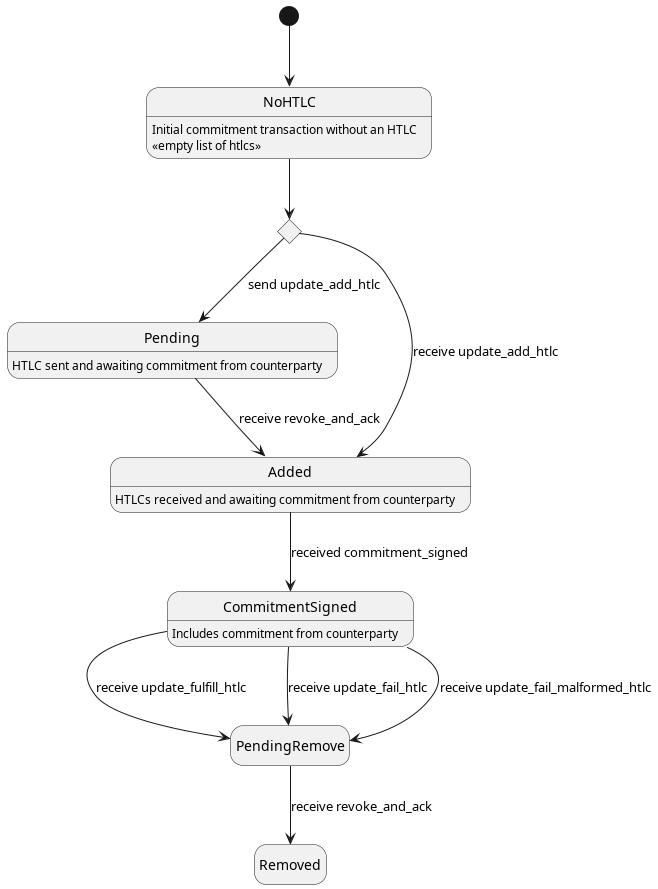 NoHTLC
Initial commitment transaction without an HTLC
«empty list of htlcs»
send update_add_htlc
Pending
HTLC sent and awaiting commitment from counterparty
receive update_add_htlc
receive revoke_and_ack
Added
HTLCs received and awaiting commitment from counterparty
received commitment_signed
CommitmentSigned
Includes commitment from counterparty
receive update_fulfill_htlc
receive update_fail_htlc
receive update_fail_malformed_htlc
PendingRemove
receive revoke_and_ack
Removed